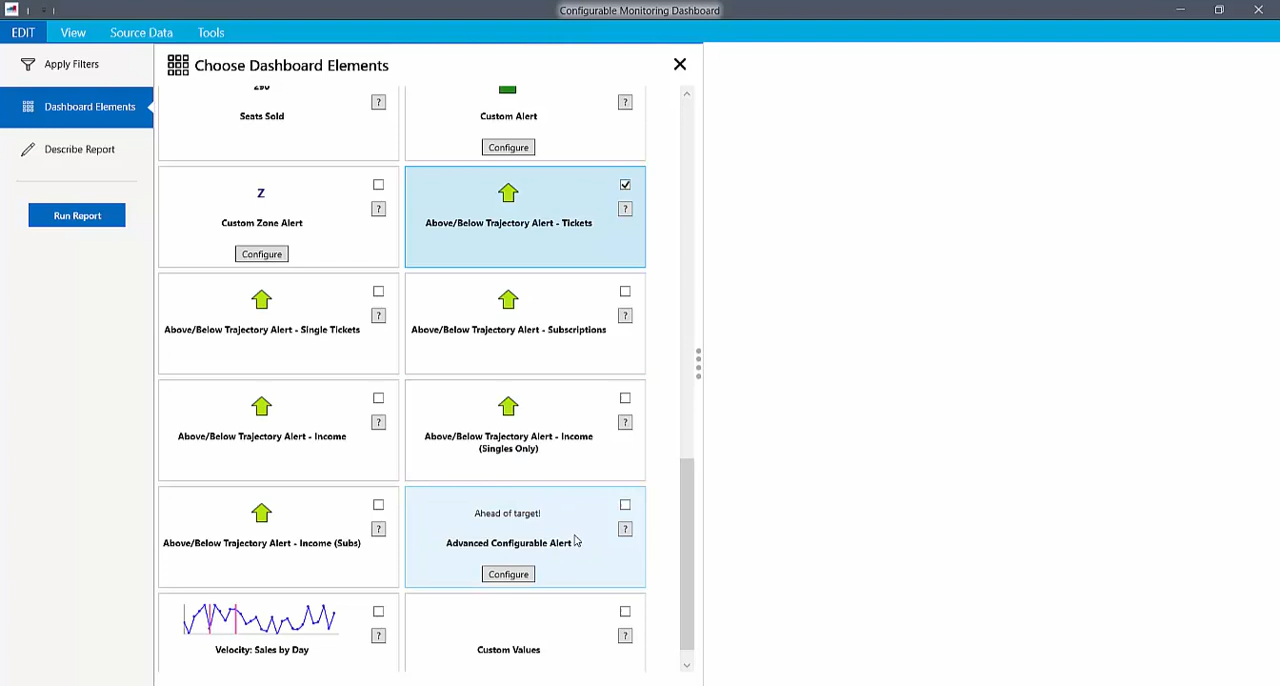 Configurable Monitoring Dashboard
EDIT View Source Data Tools
Apply Filters
Dashboard Elements
Describe Report
Run Report
Choose Dashboard Elements
?
Seats Sold
?
Custom Alert
Configure
Z
?
Custom Zone Alert
Configure
?
Above/Below Trajectory Alert - Tickets
?
Above/Below Trajectory Alert - Single Tickets
?
Above/Below Trajectory Alert - Subscriptions
?
Above/Below Trajectory Alert - Income
?
Above/Below Trajectory Alert - Income
(Singles Only)
?
Above/Below Trajectory Alert - Income (Subs)
Ahead of target!
?
Advanced Configurable Alert
Configure
?
Velocity: Sales by Day
?
Custom Values